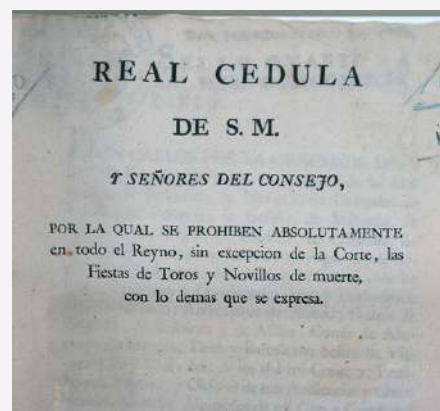 REAL CEDULA
DE S. M.
Y SEÑORES DEL CONSEJO,
POR LA QUAL SE PROHIBEN ABSOLUTAMENTE
en todo el Reyno, sin excepcion de la Corte, las
Fiestas de Toros y Novillos de muerte,
con lo demas que se expresa.